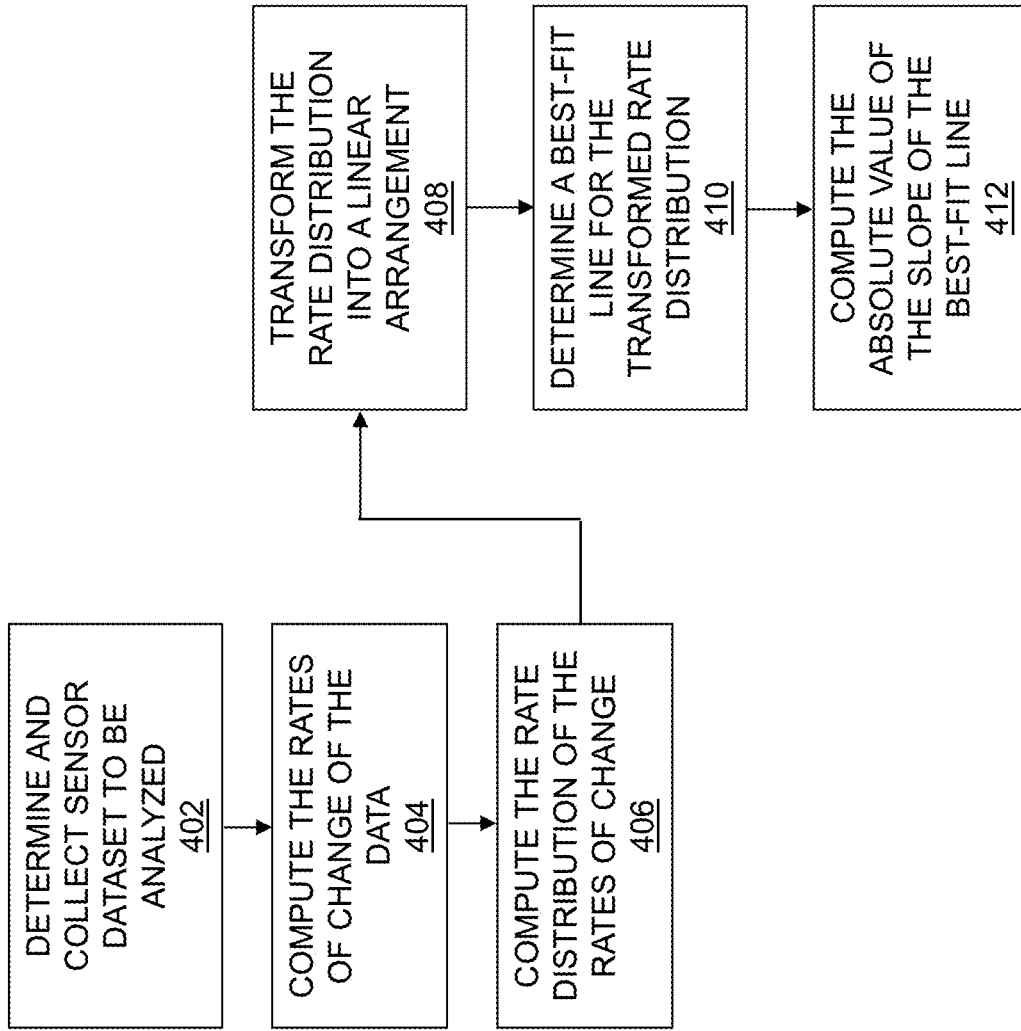 DETERMINE AND
COLLECT SENSOR
DATASET TO BE
ANALYZED
402
COMPUTE THE RATES
OF CHANGE OF THE
DATA
404
COMPUTE THE RATE
DISTRIBUTION OF THE
RATES OF CHANGE
406
TRANSFORM THE
RATE DISTRIBUTION
INTO A LINEAR
ARRANGEMENT
408
DETERMINE A BEST-FIT
LINE FOR THE
TRANSFORMED RATE
DISTRIBUTION
410
COMPUTE THE
ABSOLUTE VALUE OF
THE SLOPE OF THE
BEST-FIT LINE
412